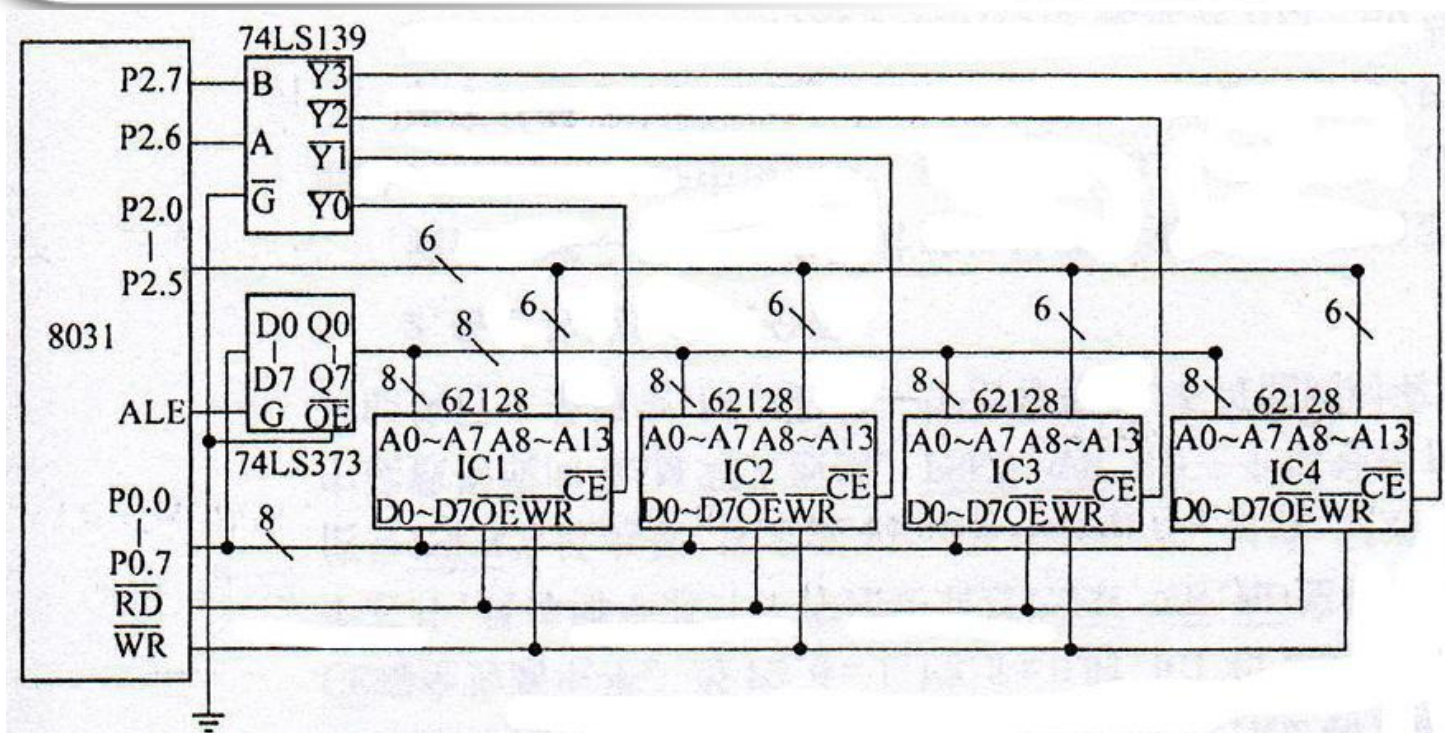 74LS139
P2.7
B
Y3
Y2
P2.6
A
Y1
P2.0
G
Y0
P2.5
6
6
6
6
6
8031
D0 Q0
8
D7 Q7
8
8
8
8
ALE
G OE
62128
62128
62128
62128
74LS373
A0~A7 A8~A13
A0~A7 A8~A13
A0~A7 A8~A13
A0~A7 A8~A13
IC1
IC2
IC3
IC4
CE
CE
CE
CE
P0.0
D0~D7 OE WR
D0~D7 OE WR
D0~D7 OE WR
D0~D7 OE WR
8
P0.7
RD
WR